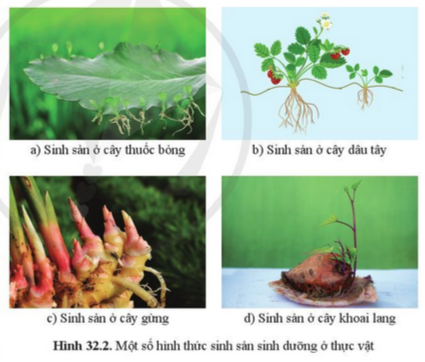 a) Sinh sản ở cây thuốc bỏng
b) Sinh sản ở cây dâu tây
c) Sinh sản ở cây gừng
d) Sinh sản ở cây khoai lang
Hình 32.2. Một số hình thức sinh sản sinh dưỡng ở thực vật